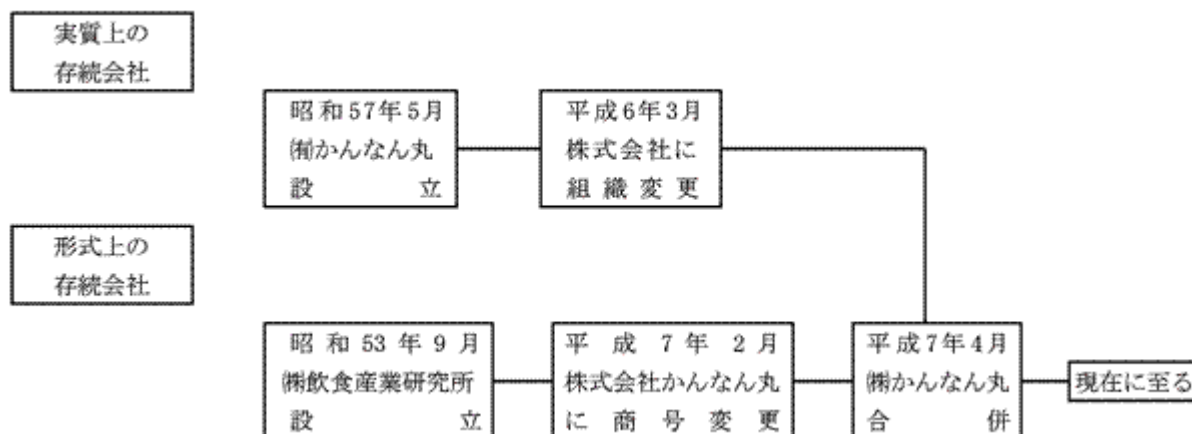 実質上の
存続会社
昭和57年5月
㈲かんなん丸
設立
平成6年3月
株式会社に
組織変更
形式上の
存続会社
昭和53年9月
㈱飲食産業研究所
設立
平成7年2月
株式会社かんなん丸
に商号変更
平成7年4月
㈱かんなん丸
合併
現在に至る